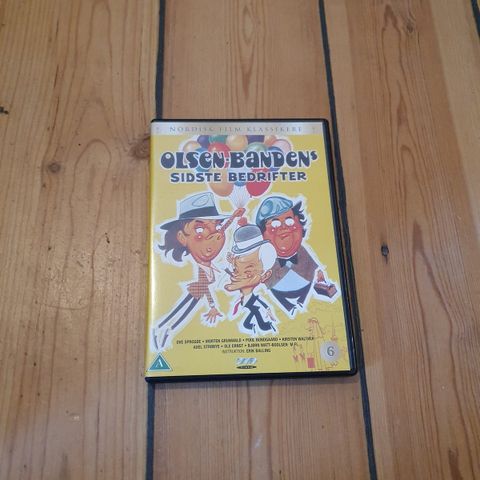 NORDISK FILM KLASSIKERE
OLSEN-BANDENS
SIDSTE BEDRIFTER
OVE SPROGØE • MORTEN GRUNWALD • POUL BUNDGAARD • KIRSTEN WALTHER
AXEL STRØBYE • OLE ERNST • BJØRN WATT-BOOLSEN M.FL.
INSTRUKTION: ERIK BALLING
A
6